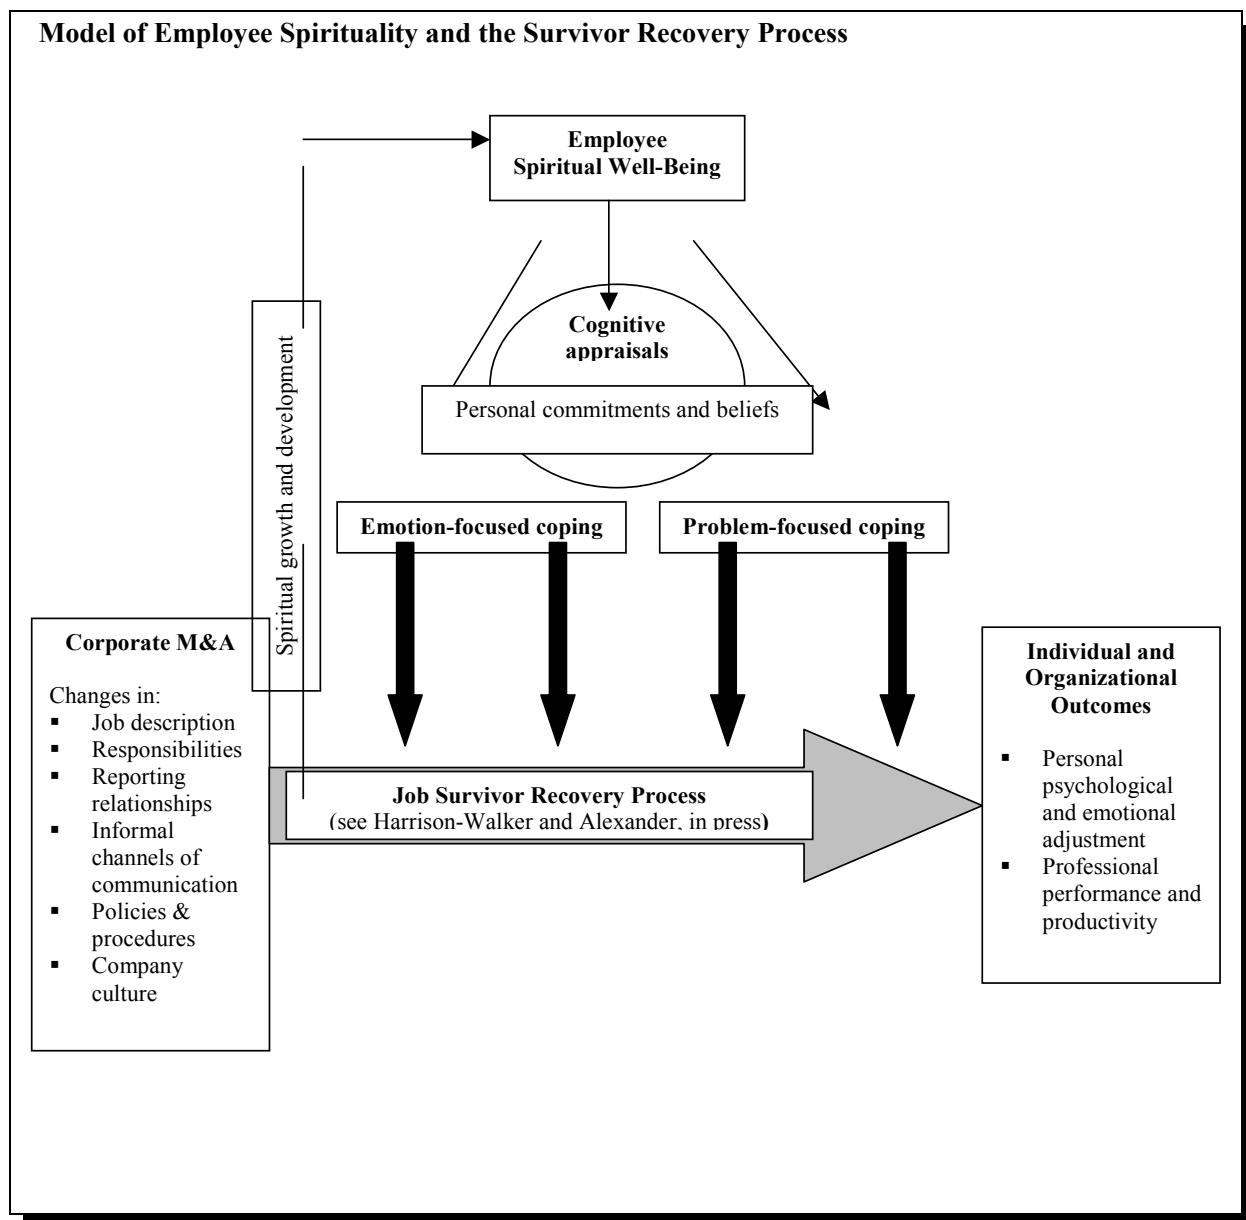 Model of Employee Spirituality and the Survivor Recovery Process
Employee
Spiritual Well-Being
Cognitive
appraisals
Personal commitments and beliefs
Spiritual growth and development
Emotion-focused coping
Problem-focused coping
Corporate M&A
Changes in:
▪ Job description
▪ Responsibilities
▪ Reporting
relationships
▪ Informal
channels of
communication
▪ Policies &
procedures
▪ Company
culture
Job Survivor Recovery Process
(see Harrison-Walker and Alexander, in press)
Individual and
Organizational
Outcomes
▪ Personal
psychological
and emotional
adjustment
▪ Professional
performance and
productivity